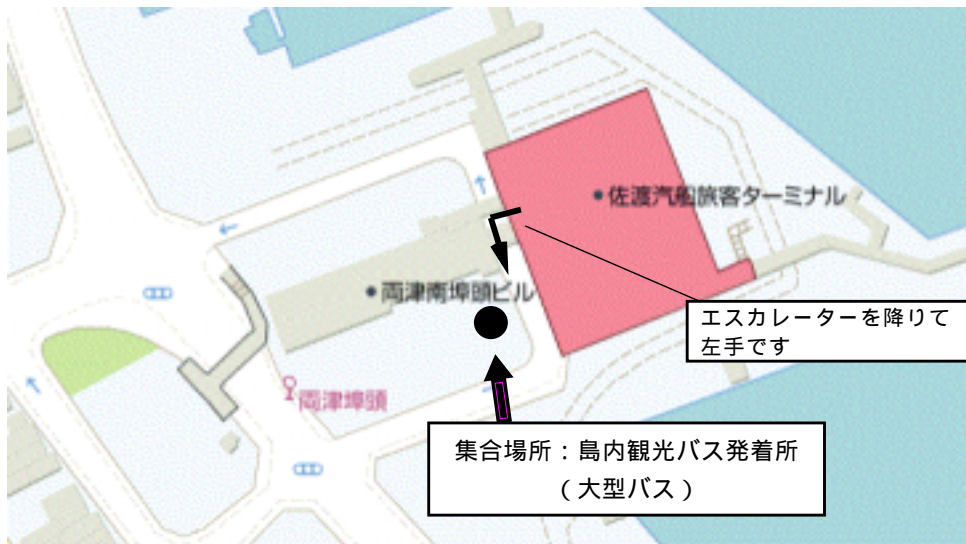 佐渡汽船旅客ターミナル
両津南埠頭ビル
エスカレーターを降りて
左手です
両津埠頭
集合場所：島内観光バス発着所
（大型バス）